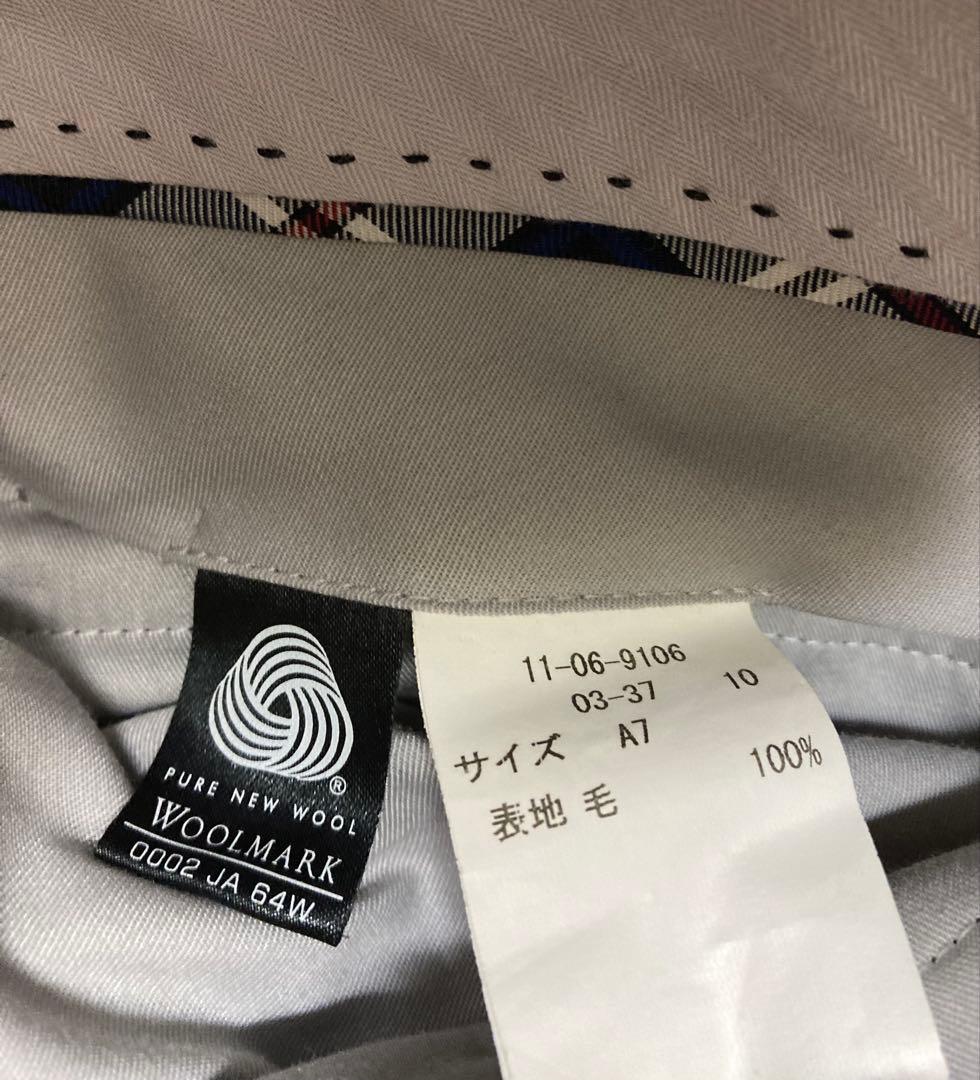 ®
PURE NEW WOOL
WOOLMARK
0002 JA 64W
11-06-9106
03-37 10
サイズ A7
表地 毛 100%